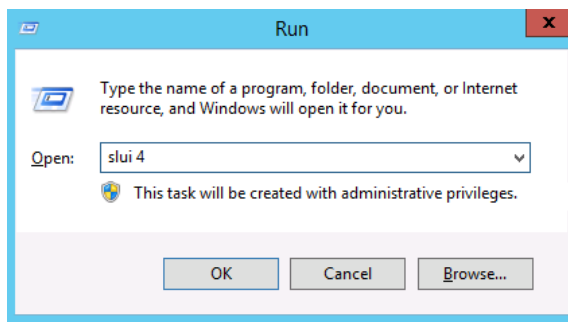 Run
x
Type the name of a program, folder, document, or Internet
resource, and Windows will open it for you.
Open: slui 4
This task will be created with administrative privileges.
OK Cancel Browse...